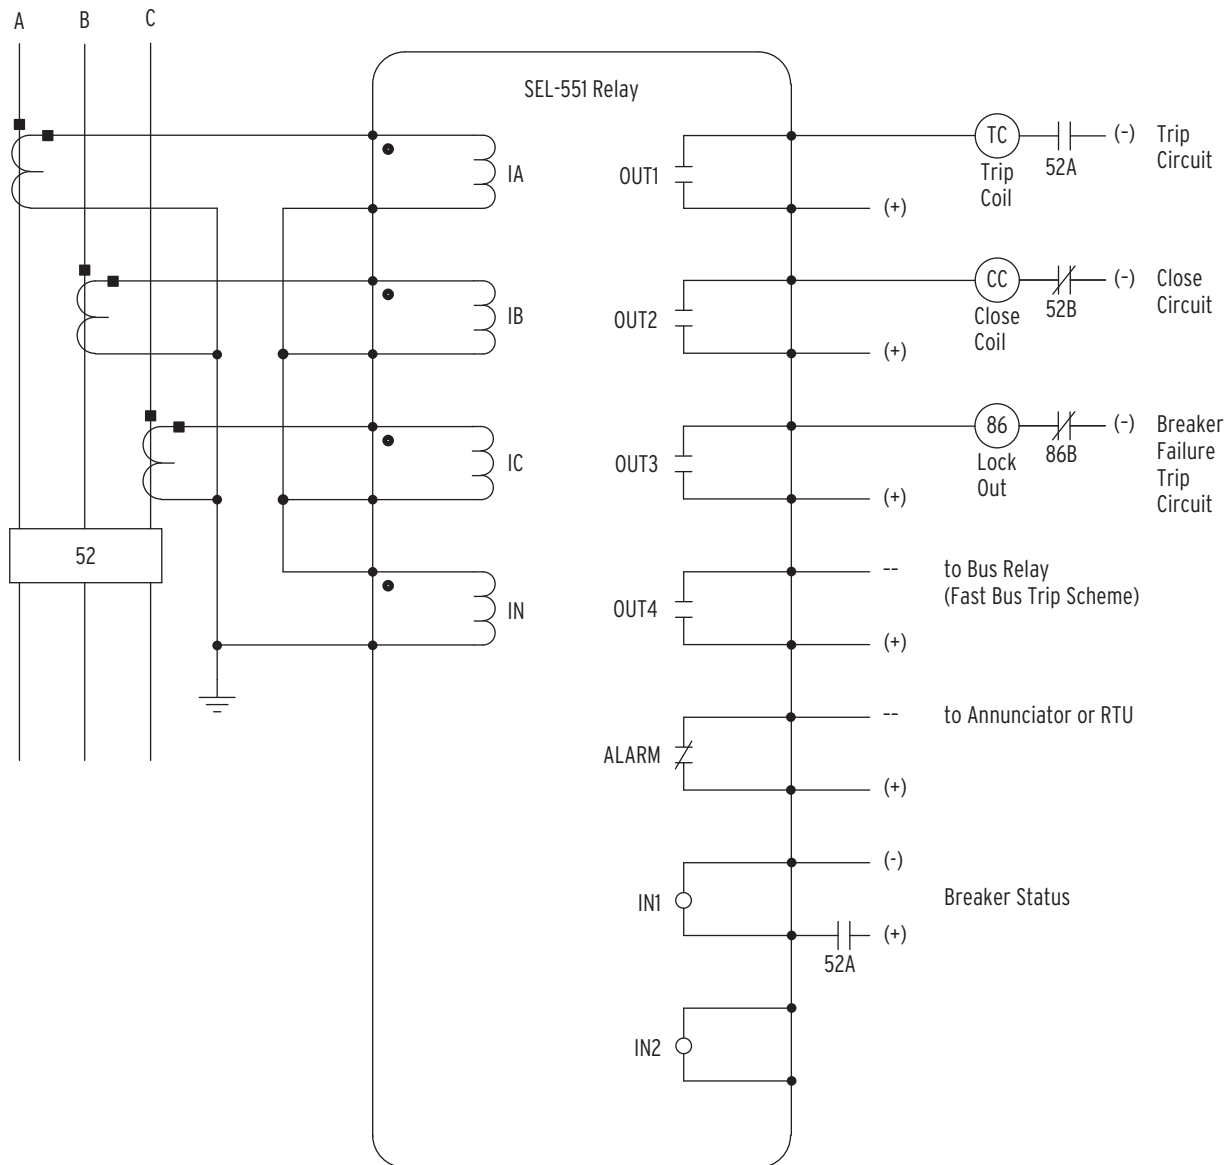 A B C
SEL-551 Relay
IA
OUT1
TC
Trip
Coil
52A
(-)
Trip
Circuit
(+)
IB
OUT2
CC
Close
Coil
52B
(-)
Close
Circuit
(+)
IC
OUT3
86
Lock
Out
86B
(-)
Breaker
Failure
Trip
Circuit
(+)
52
IN
OUT4
-- to Bus Relay
(Fast Bus Trip Scheme)
(+)
ALARM
-- to Annunciator or RTU
(+)
IN1
(-)
Breaker Status
52A
(+)
IN2